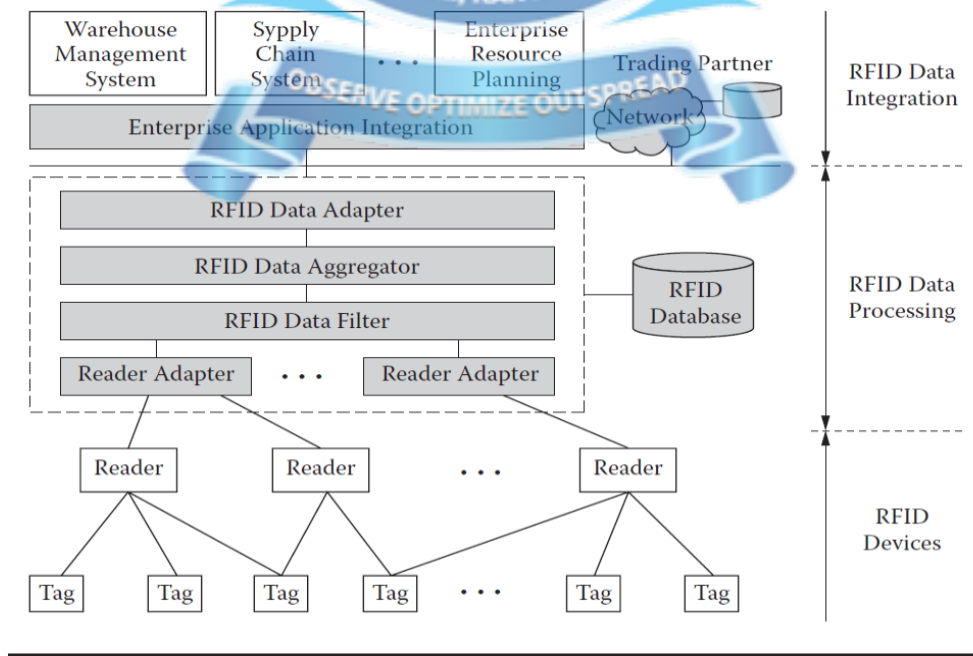 Warehouse
Management
System
Sypply
Chain
System
Enterprise
Resource
Planning
Trading Partner
RFID Data
Integration
OBSERVE OPTIMIZE OUTSPREAD
Network
Enterprise Application Integration
RFID Data Adapter
RFID Data Aggregator
RFID Data Filter
Reader Adapter
• • •
Reader Adapter
RFID
Database
RFID Data
Processing
Reader
Reader
• • •
Reader
RFID
Devices
Tag
Tag
Tag
Tag
• • •
Tag
Tag